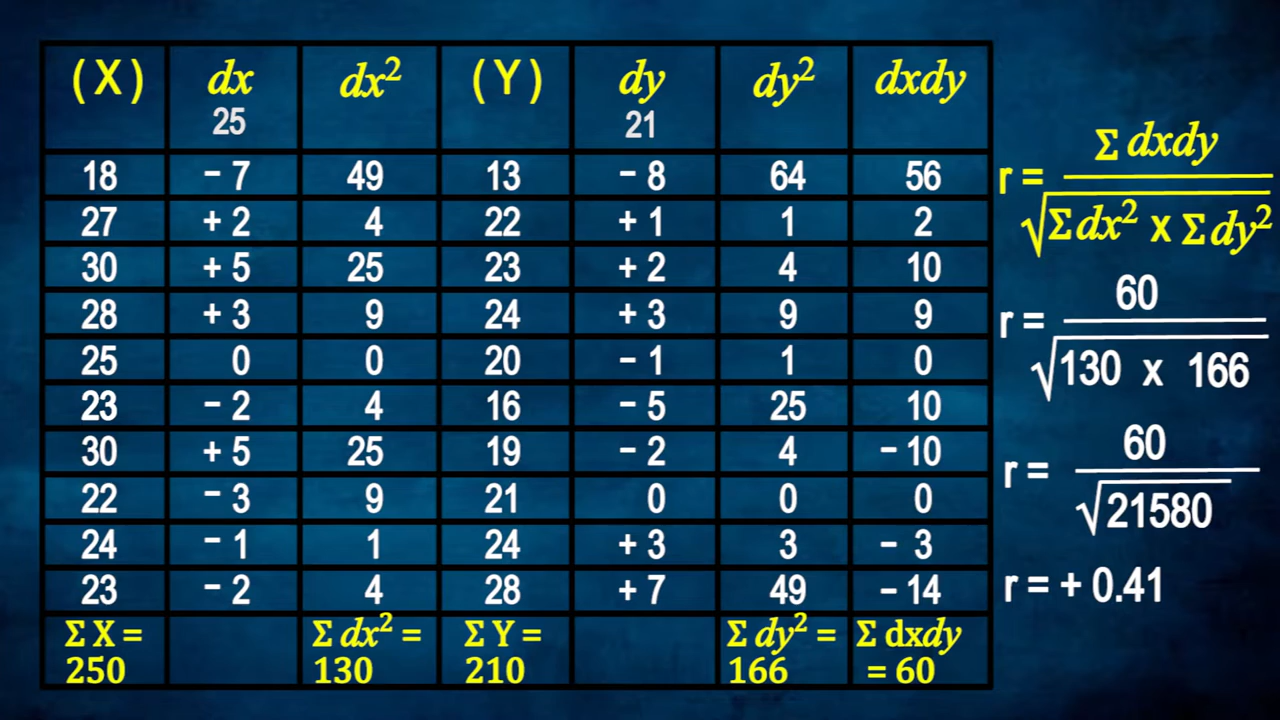 (X) dx dx² (Y) dy dy² dxdy
25 21
18 − 7 49 13 − 8 64 56
27 + 2 4 22 + 1 1 2
30 + 5 25 23 + 2 4 10
28 + 3 9 24 + 3 9 9
25 0 0 20 − 1 1 0
23 − 2 4 16 − 5 25 10
30 + 5 25 19 − 2 4 − 10
22 − 3 9 21 0 0 0
24 − 1 1 24 + 3 3 − 3
23 − 2 4 28 + 7 49 − 14
Σ X = Σ dx² = Σ Y = Σ dy² = Σ dxdy
250 130 210 166 = 60
Σ dxdy
r =
√Σ dx² x Σ dy²
60
r =
√130 x 166
60
r =
√21580
r = + 0.41